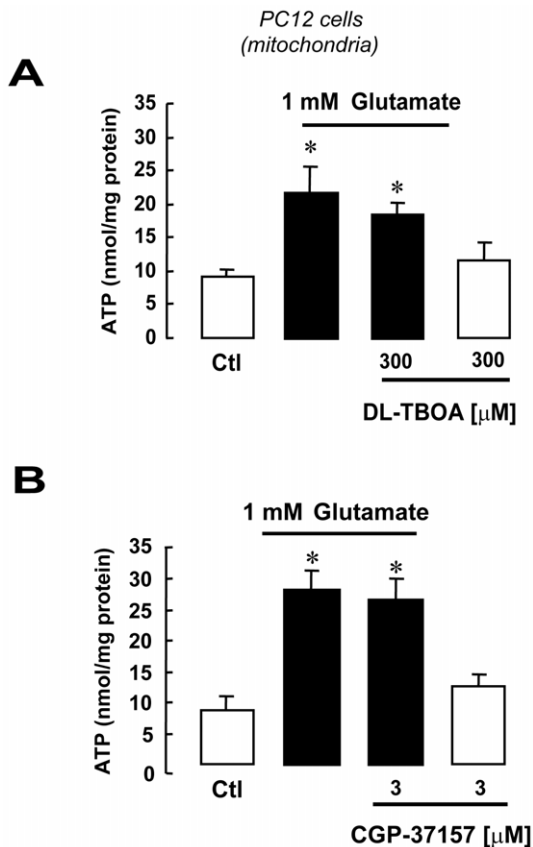 PC12 cells
(mitochondria)
A
1 mM Glutamate
ATP (nmol/mg protein)
35
30
25
20
15
10
5
0
*
*
Ctl
300
300
DL-TBOA [μM]
B
1 mM Glutamate
ATP (nmol/mg protein)
35
30
25
20
15
10
5
0
*
*
Ctl
3
3
CGP-37157 [μM]